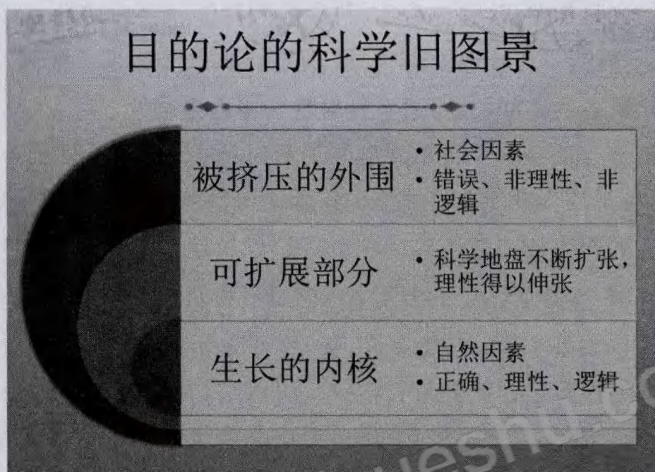 目的论的科学旧图景
被挤压的外围
• 社会因素
• 错误、非理性、非
逻辑
可扩展部分
• 科学地盘不断扩张，
理性得以伸张
生长的内核
• 自然因素
• 正确、理性、逻辑